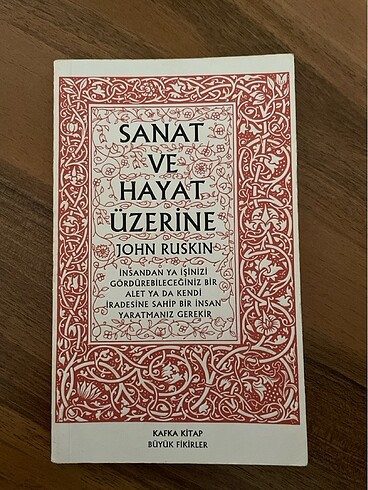 SANAT
VE
HAYAT
ÜZERİNE
JOHN RUSKIN
İNSANDAN YA İŞİNİZİ
GÖRDÜREBİLECEĞİNİZ BİR
ALET YA DA KENDİ
İRADESİNE SAHİP BİR İNSAN
YARATMANIZ GEREKİR
KAFKA KİTAP
BÜYÜK FİKİRLER